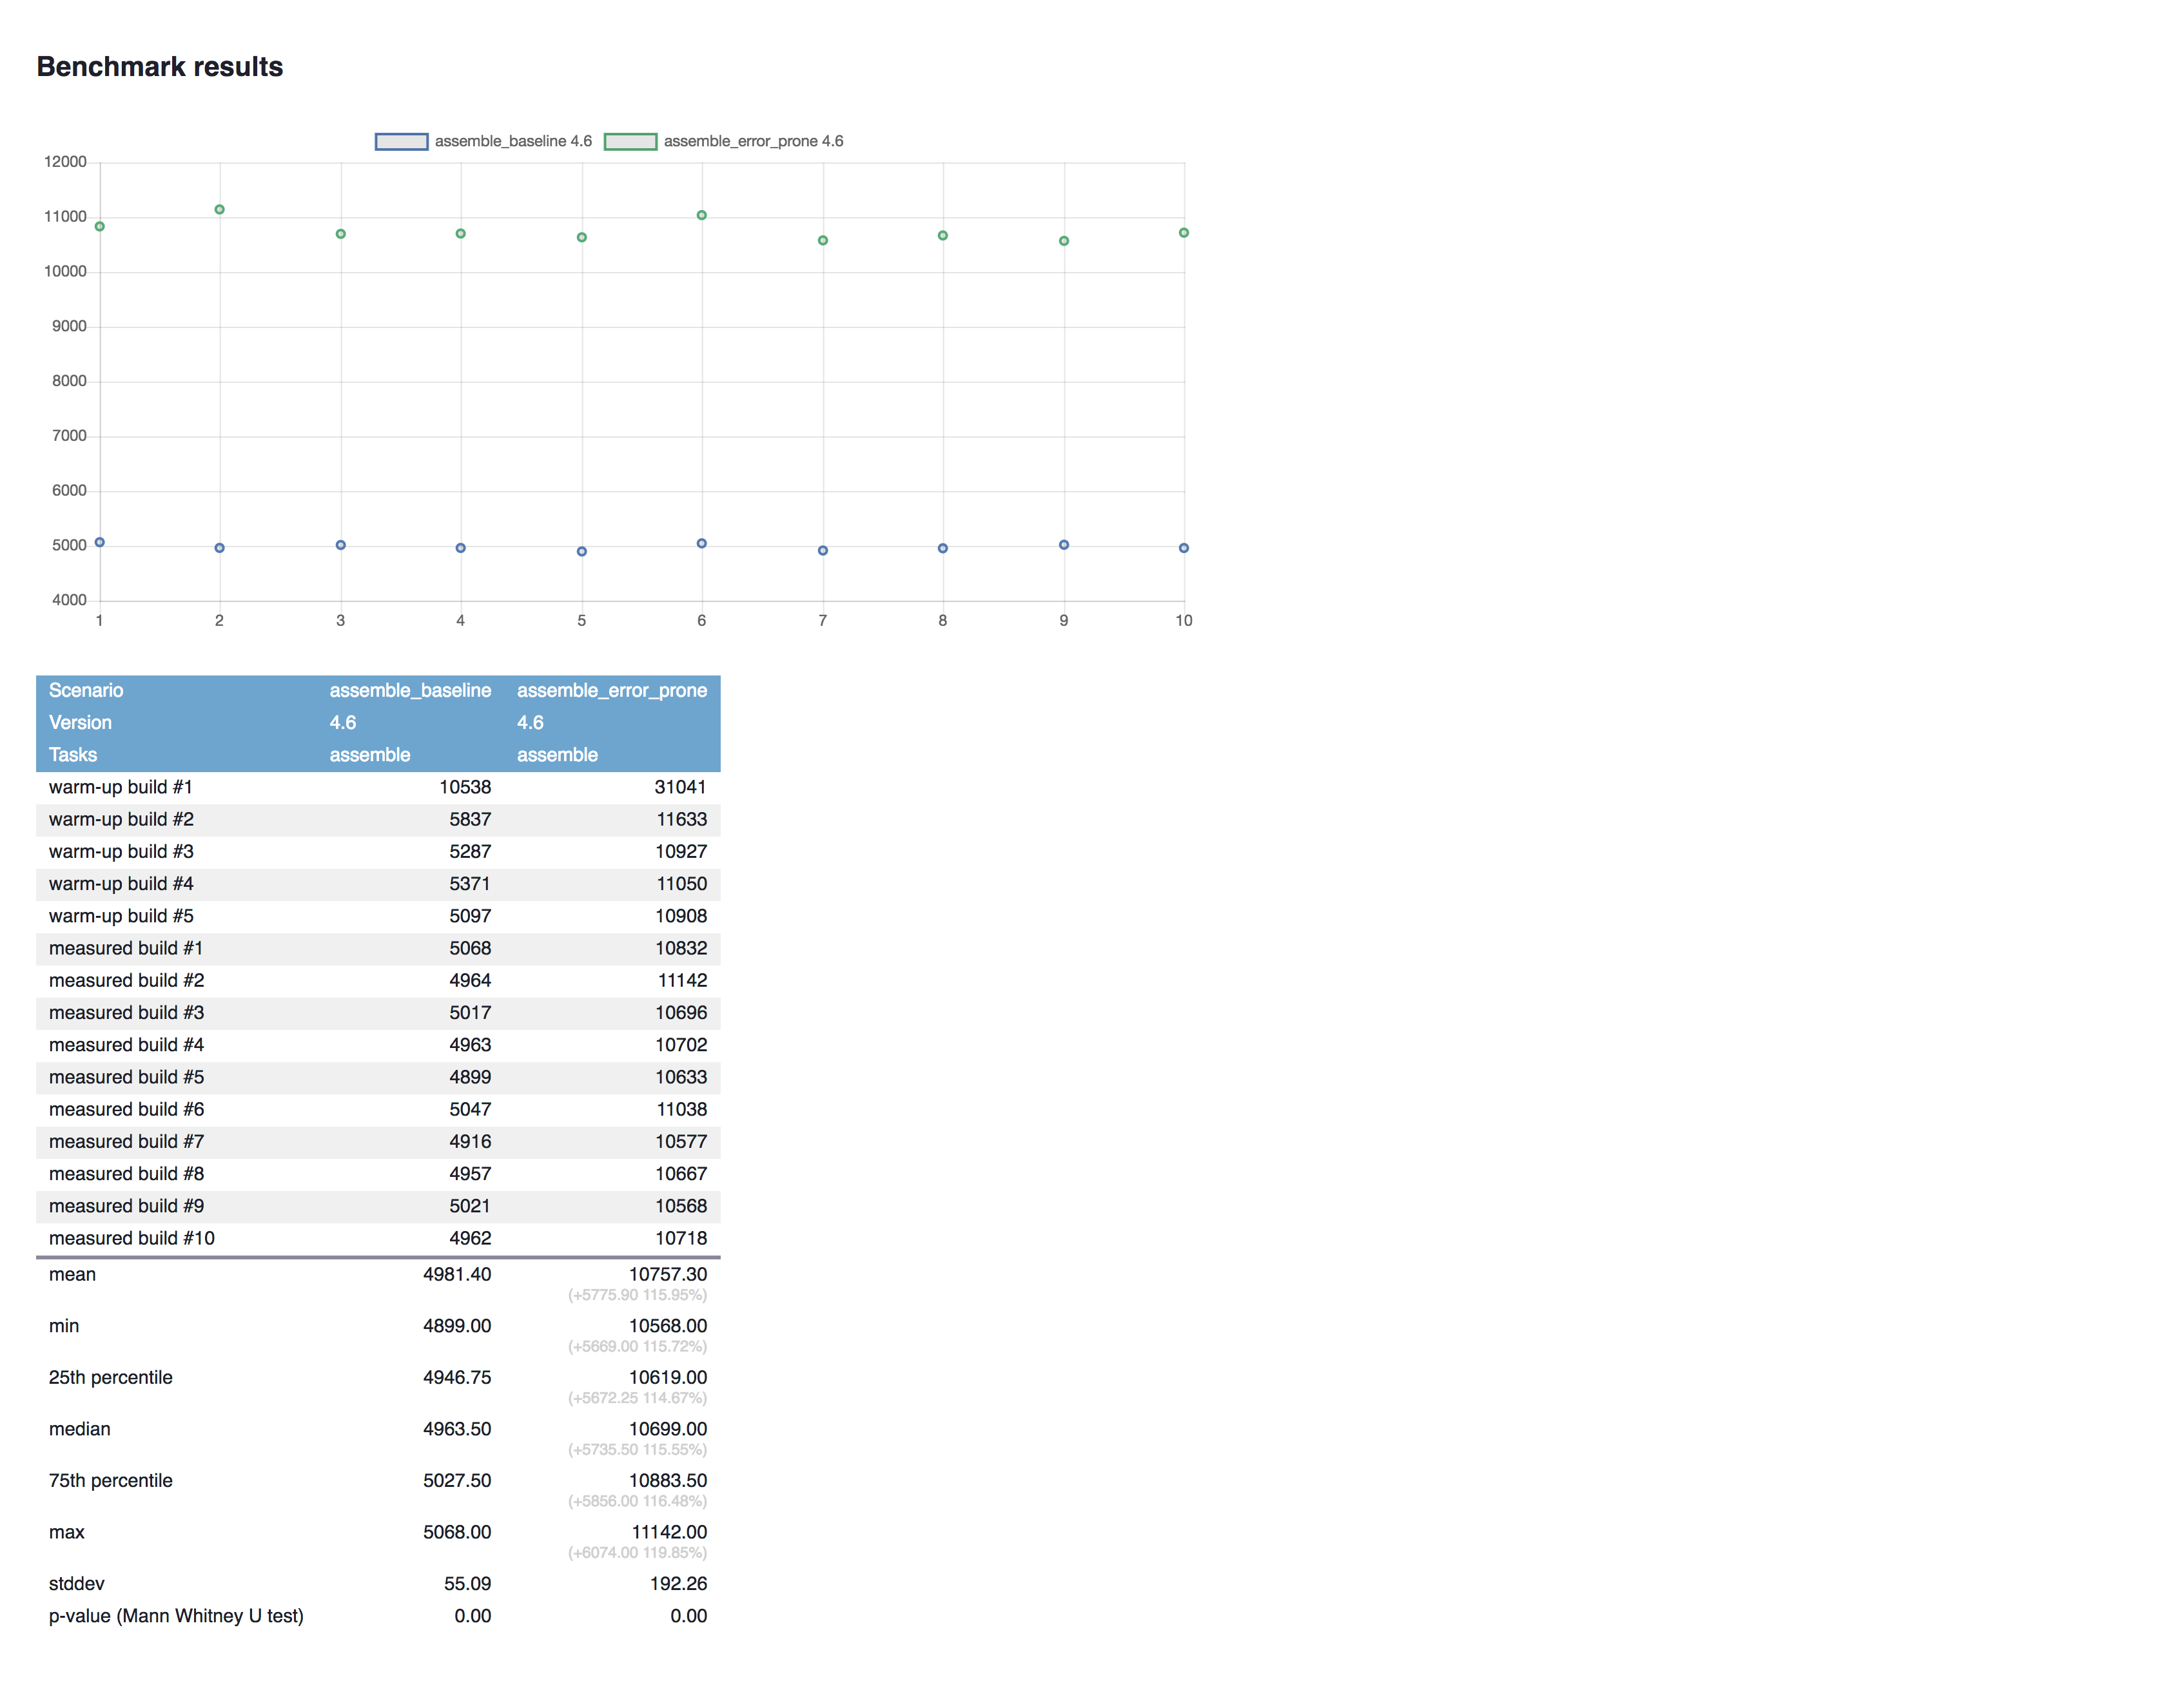 Benchmark results
assemble_baseline 4.6 assemble_error_prone 4.6
12000
11000
10000
9000
8000
7000
6000
5000
4000
1 2 3 4 5 6 7 8 9 10
Scenario assemble_baseline assemble_error_prone
Version 4.6 4.6
Tasks assemble assemble
warm-up build #1 10538 31041
warm-up build #2 5837 11633
warm-up build #3 5287 10927
warm-up build #4 5371 11050
warm-up build #5 5097 10908
measured build #1 5068 10832
measured build #2 4964 11142
measured build #3 5017 10696
measured build #4 4963 10702
measured build #5 4899 10633
measured build #6 5047 11038
measured build #7 4916 10577
measured build #8 4957 10667
measured build #9 5021 10568
measured build #10 4962 10718
mean 4981.40 10757.30
(+5775.90 115.95%)
min 4899.00 10568.00
(+5669.00 115.72%)
25th percentile 4946.75 10619.00
(+5672.25 114.67%)
median 4963.50 10699.00
(+5735.50 115.55%)
75th percentile 5027.50 10883.50
(+5856.00 116.48%)
max 5068.00 11142.00
(+6074.00 119.85%)
stddev 55.09 192.26
p-value (Mann Whitney U test) 0.00 0.00